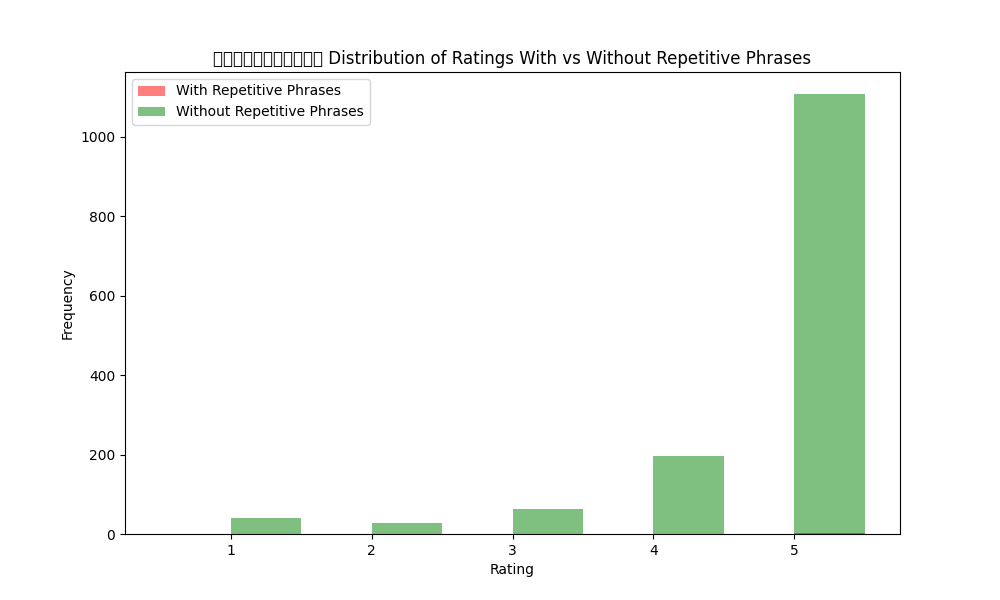 Distribution of Ratings With vs Without Repetitive Phrases
With Repetitive Phrases
Without Repetitive Phrases
1000
800
600
400
200
0
Frequency
1 2 3 4 5
Rating